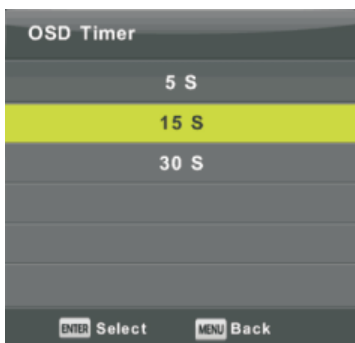 OSD Timer
5 S
15 S
30 S
ENTER Select MENU Back